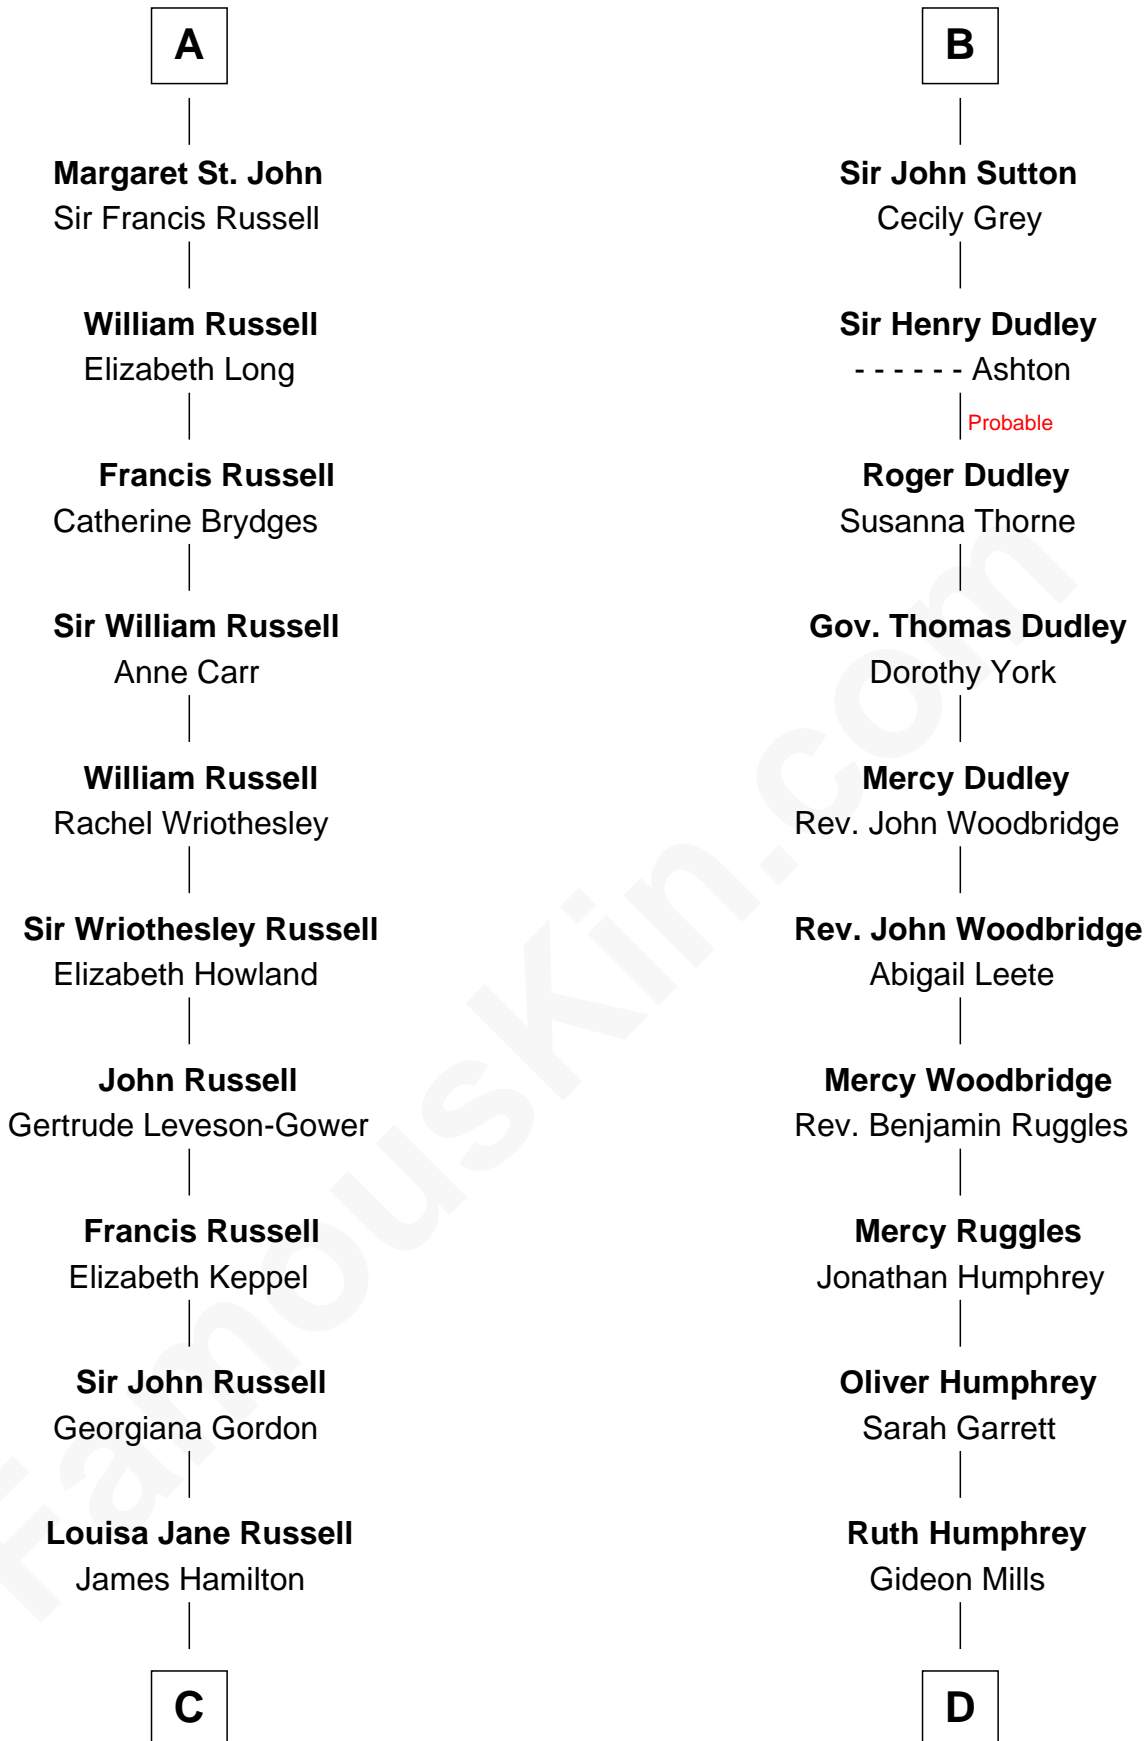 A
Margaret St. John
Sir Francis Russell
William Russell
Elizabeth Long
Francis Russell
Catherine Brydges
Sir William Russell
Anne Carr
William Russell
Rachel Wriothesley
Sir Wriothesley Russell
Elizabeth Howland
John Russell
Gertrude Leveson-Gower
Francis Russell
Elizabeth Keppel
Sir John Russell
Georgiana Gordon
Louisa Jane Russell
James Hamilton
C
B
Sir John Sutton
Cecily Grey
Sir Henry Dudley
- - - - - - Ashton
Probable
Roger Dudley
Susanna Thorne
Gov. Thomas Dudley
Dorothy York
Mercy Dudley
Rev. John Woodbridge
Rev. John Woodbridge
Abigail Leete
Mercy Woodbridge
Rev. Benjamin Ruggles
Mercy Ruggles
Jonathan Humphrey
Oliver Humphrey
Sarah Garrett
Ruth Humphrey
Gideon Mills
D
FamousKin.com